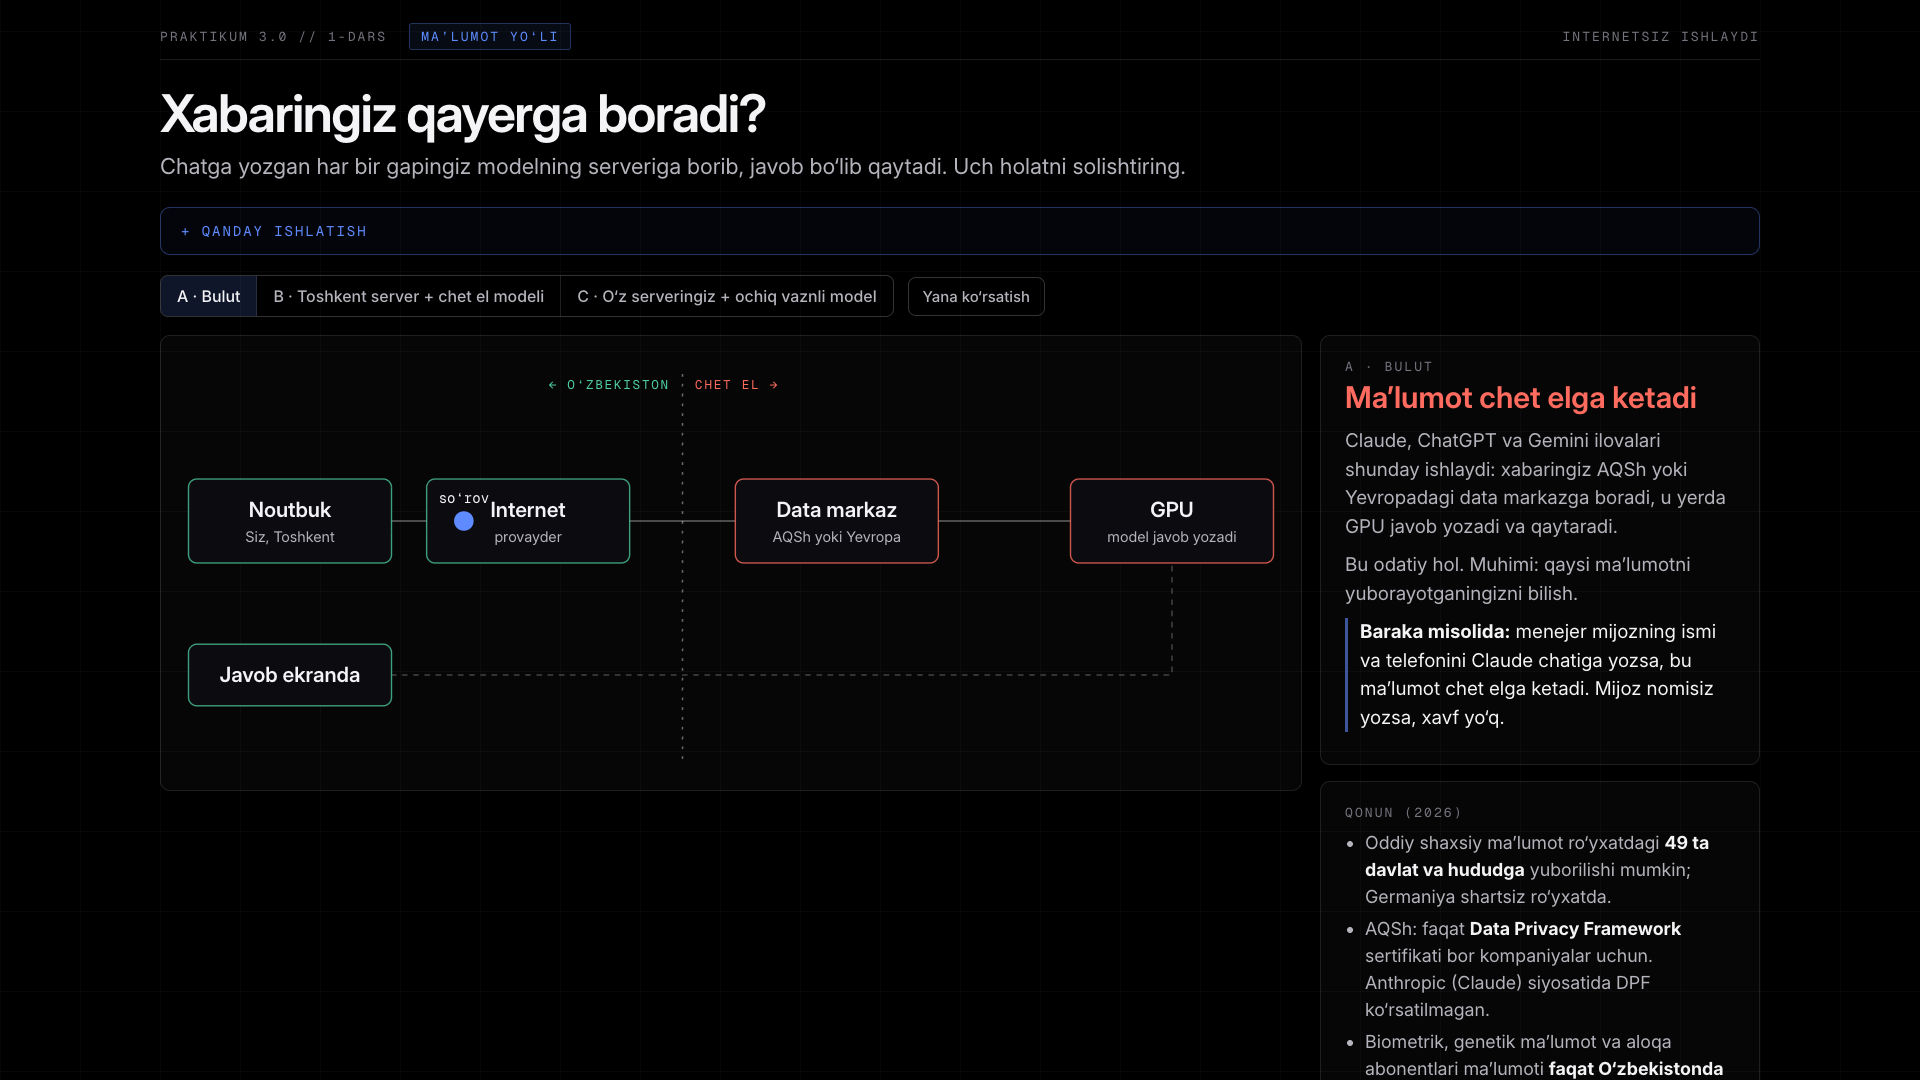 PRAKTIKUM 3.0 // 1-DARS
MA’LUMOT YO‘LI
INTERNETSIZ ISHLAYDI
Xabaringiz qayerga boradi?
Chatga yozgan har bir gapingiz modelning serveriga borib, javob bo‘lib qaytadi. Uch holatni solishtiring.
+ QANDAY ISHLATISH
A · Bulut
B · Toshkent server + chet el modeli
C · O‘z serveringiz + ochiq vaznli model
Yana ko‘rsatish
← O‘ZBEKISTON
CHET EL →
Noutbuk
Siz, Toshkent
so‘rov
Internet
provayder
Data markaz
AQSh yoki Yevropa
GPU
model javob yozadi
Javob ekranda
A · BULUT
Ma’lumot chet elga ketadi
Claude, ChatGPT va Gemini ilovalari
shunday ishlaydi: xabaringiz AQSh yoki
Yevropadagi data markazga boradi, u yerda
GPU javob yozadi va qaytaradi.
Bu odatiy hol. Muhimi: qaysi ma’lumotni
yuborayotganingizni bilish.
Baraka misolida: menejer mijozning ismi
va telefonini Claude chatiga yozsa, bu
ma’lumot chet elga ketadi. Mijoz nomisiz
yozsa, xavf yo‘q.
QONUN (2026)
• Oddiy shaxsiy ma’lumot ro‘yxatdagi 49 ta
davlat va hududga yuborilishi mumkin;
Germaniya shartsiz ro‘yxatda.
• AQSh: faqat Data Privacy Framework
sertifikati bor kompaniyalar uchun.
Anthropic (Claude) siyosatida DPF
ko‘rsatilmagan.
• Biometrik, genetik ma’lumot va aloqa
abonentlari ma’lumoti faqat O‘zbekistonda